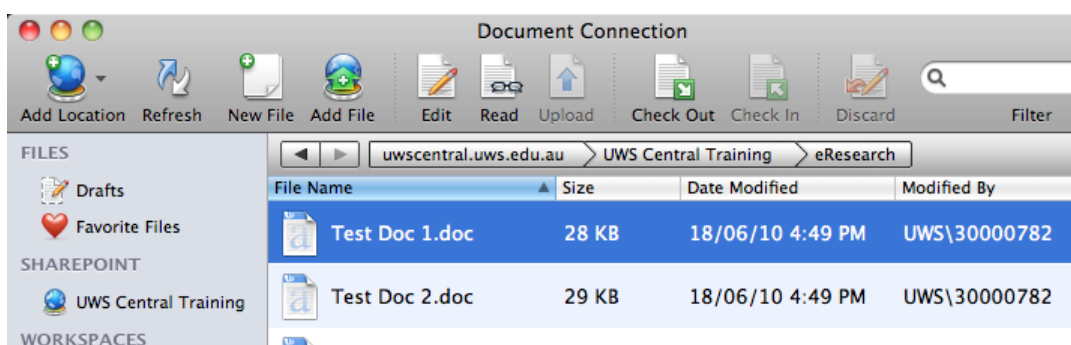 Document Connection
Add Location Refresh New File Add File Edit Read Upload Check Out Check In Discard Filter
FILES
Drafts
Favorite Files
SHAREPOINT
UWS Central Training
WORKSPACES
uwscentral.uws.edu.au UWS Central Training eResearch
File Name Size Date Modified Modified By
Test Doc 1.doc 28 KB 18/06/10 4:49 PM UWS\30000782
Test Doc 2.doc 29 KB 18/06/10 4:49 PM UWS\30000782